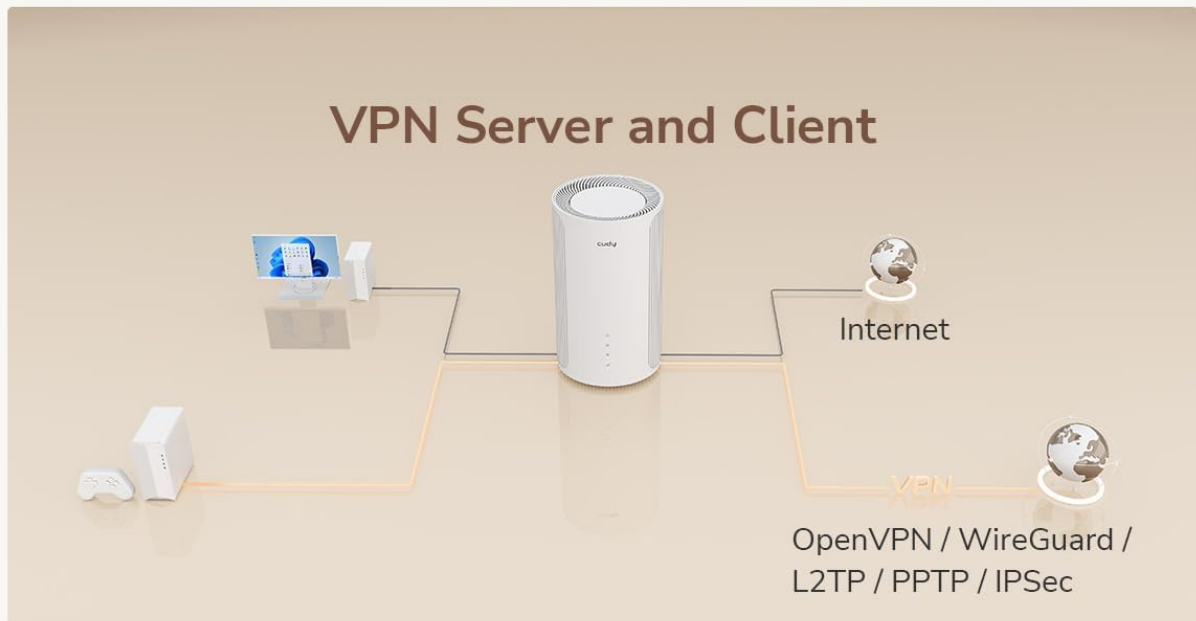 VPN Server and Client
cudy
Internet
VPN
OpenVPN / WireGuard /
L2TP / PPTP / IPSec